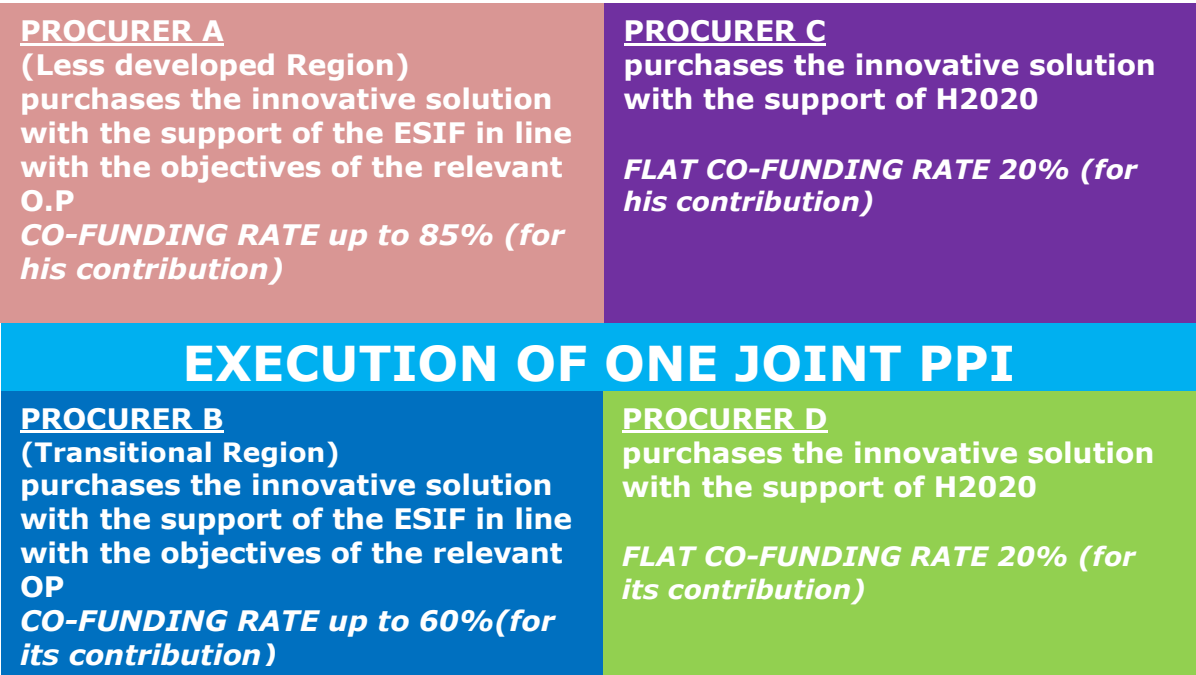 PROCURER A
(Less developed Region)
purchases the innovative solution
with the support of the ESIF in line
with the objectives of the relevant
O.P
CO-FUNDING RATE up to 85% (for
his contribution)
PROCURER C
purchases the innovative solution
with the support of H2020
FLAT CO-FUNDING RATE 20% (for
his contribution)
EXECUTION OF ONE JOINT PPI
PROCURER B
(Transitional Region)
purchases the innovative solution
with the support of the ESIF in line
with the objectives of the relevant
OP
CO-FUNDING RATE up to 60%(for
its contribution)
PROCURER D
purchases the innovative solution
with the support of H2020
FLAT CO-FUNDING RATE 20% (for
its contribution)